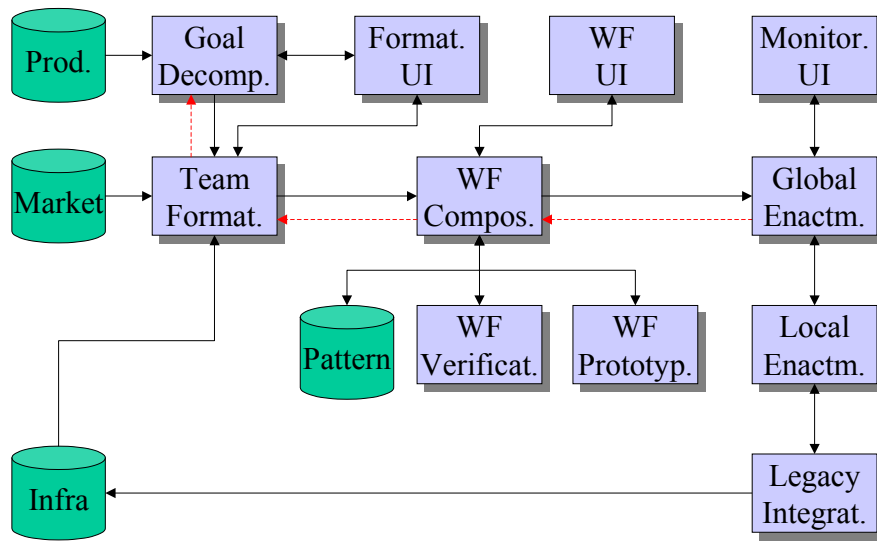 Prod.
Goal
Decomp.
Format.
UI
WF
UI
Monitor.
UI
Market
Team
Format.
WF
Compos.
Global
Enactm.
Pattern
WF
Verificat.
WF
Prototyp.
Local
Enactm.
Infra
Legacy
Integrat.